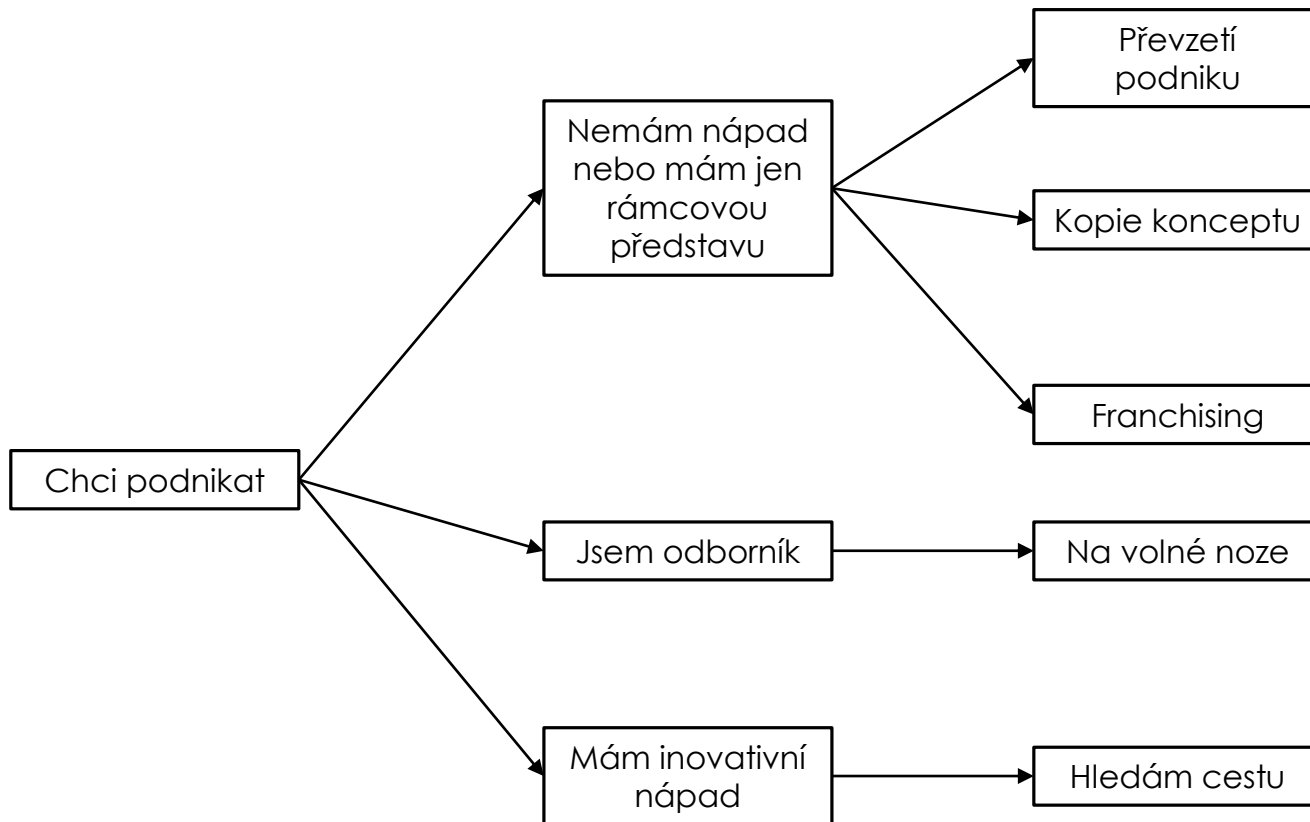 Chci podnikat
Nemám nápad
nebo mám jen
rámcovou
představu
Jsem odborník
Mám inovativní
nápad
Převzetí
podniku
Kopie konceptu
Franchising
Na volné noze
Hledám cestu